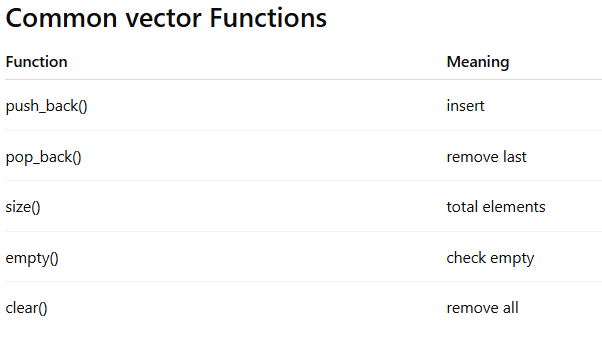 Common vector Functions
Function Meaning
push_back() insert
pop_back() remove last
size() total elements
empty() check empty
clear() remove all